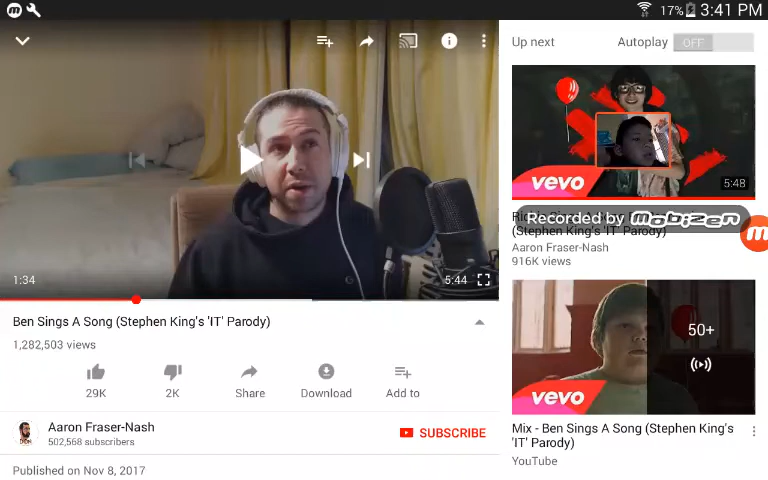 17% 3:41 PM
1:34
5:44
Ben Sings A Song (Stephen King's 'IT' Parody)
1,282,503 views
29K
2K
Share
Download
Add to
Aaron Fraser-Nash
502,568 subscribers
SUBSCRIBE
Published on Nov 8, 2017
Up next
Autoplay
OFF
vevo
5:48
Recorded by Mobizen
(Stephen King's 'IT' Parody)
Aaron Fraser-Nash
916K views
50+
vevo
Mix - Ben Sings A Song (Stephen King's
'IT' Parody)
YouTube